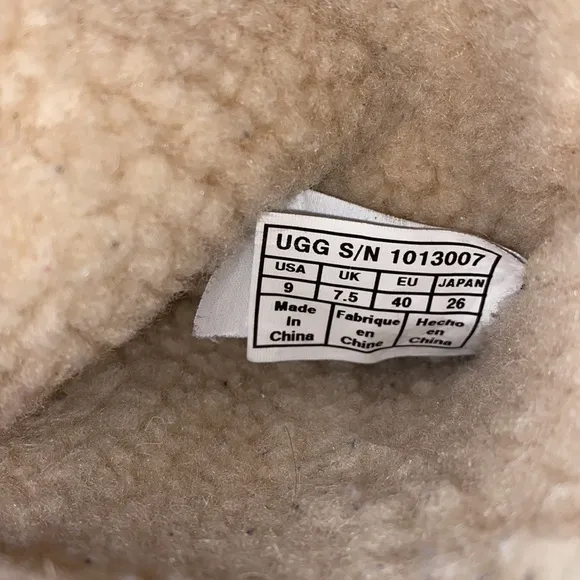 UGG S/N 1013007
USA UK EU JAPAN
9 7.5 40 26
Made Fabrique Hecho
In en en
China Chine China